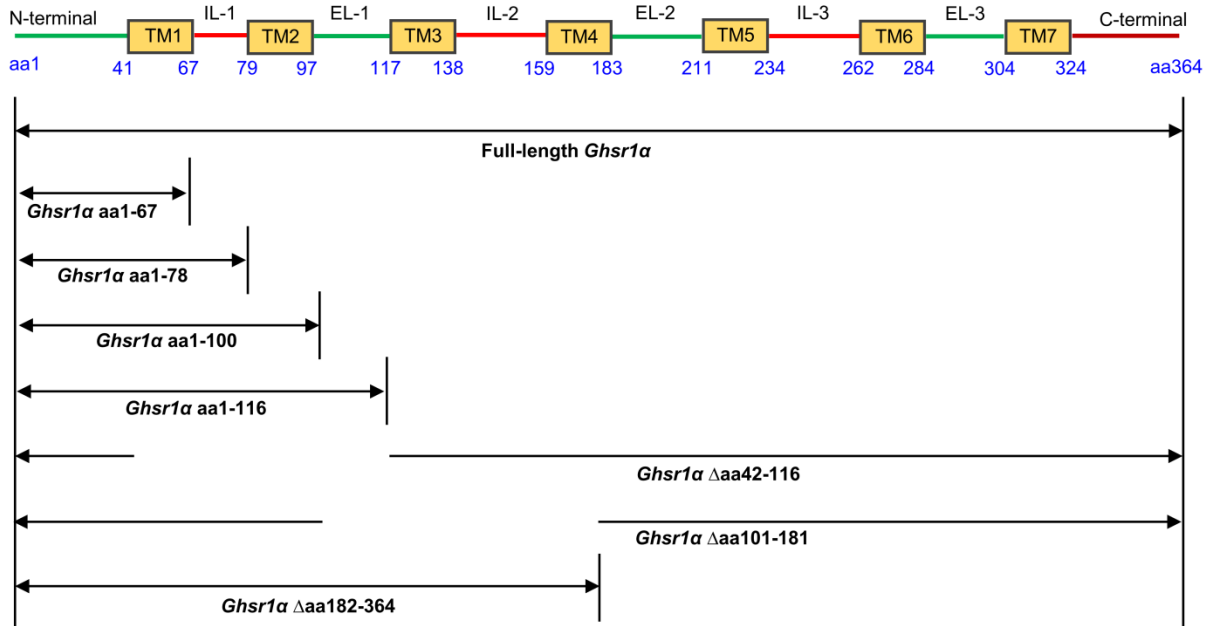 N-terminal IL-1 EL-1 IL-2 EL-2 IL-3 EL-3 C-terminal
TM1 TM2 TM3 TM4 TM5 TM6 TM7
aa1 41 67 79 97 117 138 159 183 211 234 262 284 304 324 aa364
Full-length Ghsr1α
Ghsr1α aa1-67
Ghsr1α aa1-78
Ghsr1α aa1-100
Ghsr1α aa1-116
Ghsr1α Δaa42-116
Ghsr1α Δaa101-181
Ghsr1α Δaa182-364